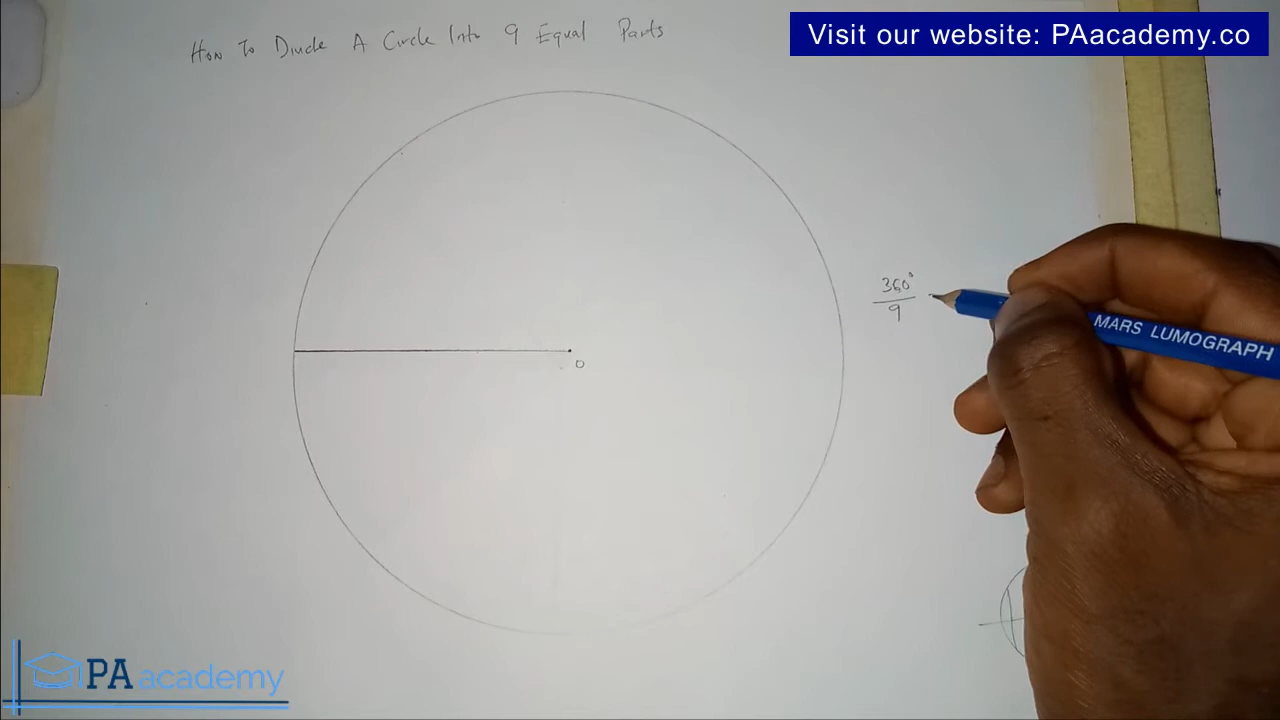 How To Divide A Circle Into 9 Equal Parts
Visit our website: PAacademy.co
360°
9
O
MARS LUMOGRAPH
PA academy